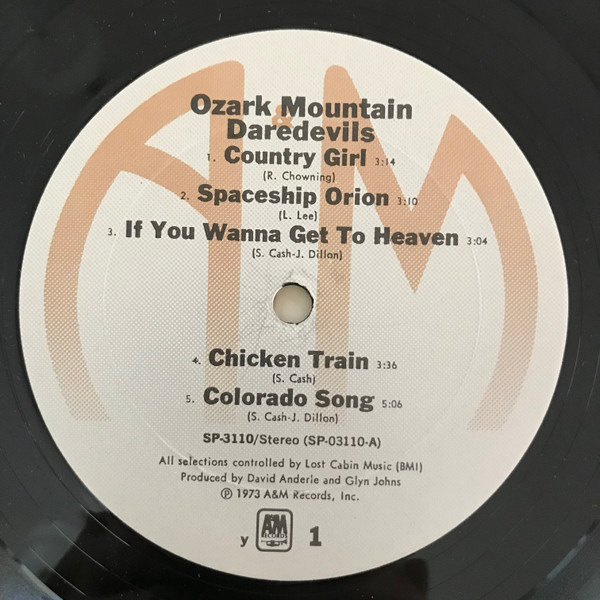 Ozark Mountain
&
Daredevils
1. Country Girl 3:14
(R. Chowning)
2. Spaceship Orion 3:10
(L. Lee)
3. If You Wanna Get To Heaven 3:04
(S. Cash-J. Dillon)
4. Chicken Train 3:36
(S. Cash)
5. Colorado Song 5:06
(S. Cash-J. Dillon)
SP-3110/Stereo (SP-03110-A)
All selections controlled by Lost Cabin Music (BMI)
Produced by David Anderle and Glyn Johns
℗ 1973 A&M Records, Inc.
y A&M RECORDS 1
A&M